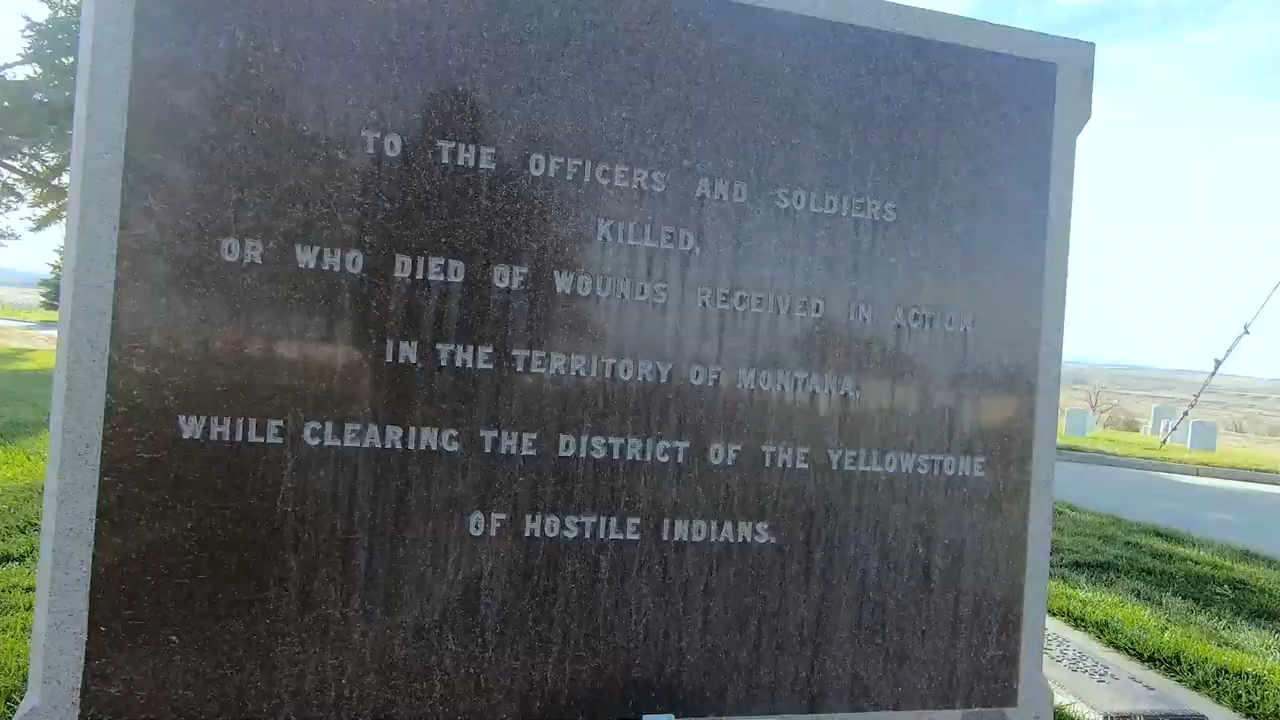 TO THE OFFICERS AND SOLDIERS
KILLED,
OR WHO DIED OF WOUNDS RECEIVED IN ACTION
IN THE TERRITORY OF MONTANA,
WHILE CLEARING THE DISTRICT OF THE YELLOWSTONE
OF HOSTILE INDIANS.